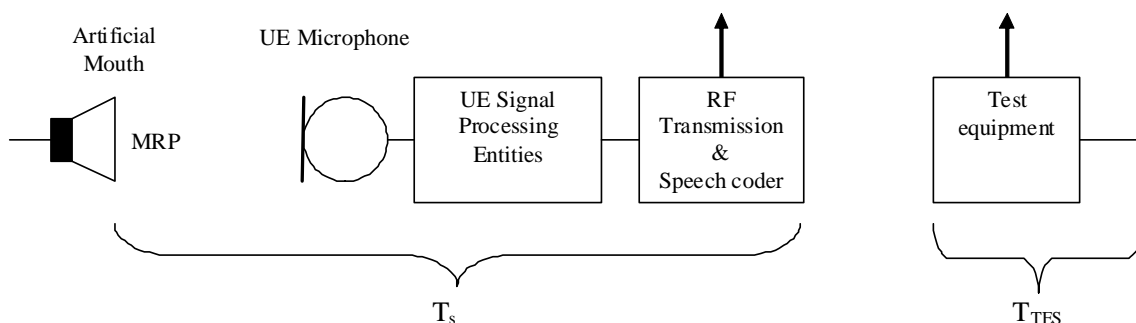 Artificial
Mouth
UE Microphone
MRP
UE Signal
Processing
Entities
RF
Transmission
&
Speech coder
Test
equipment
Ts
TTES